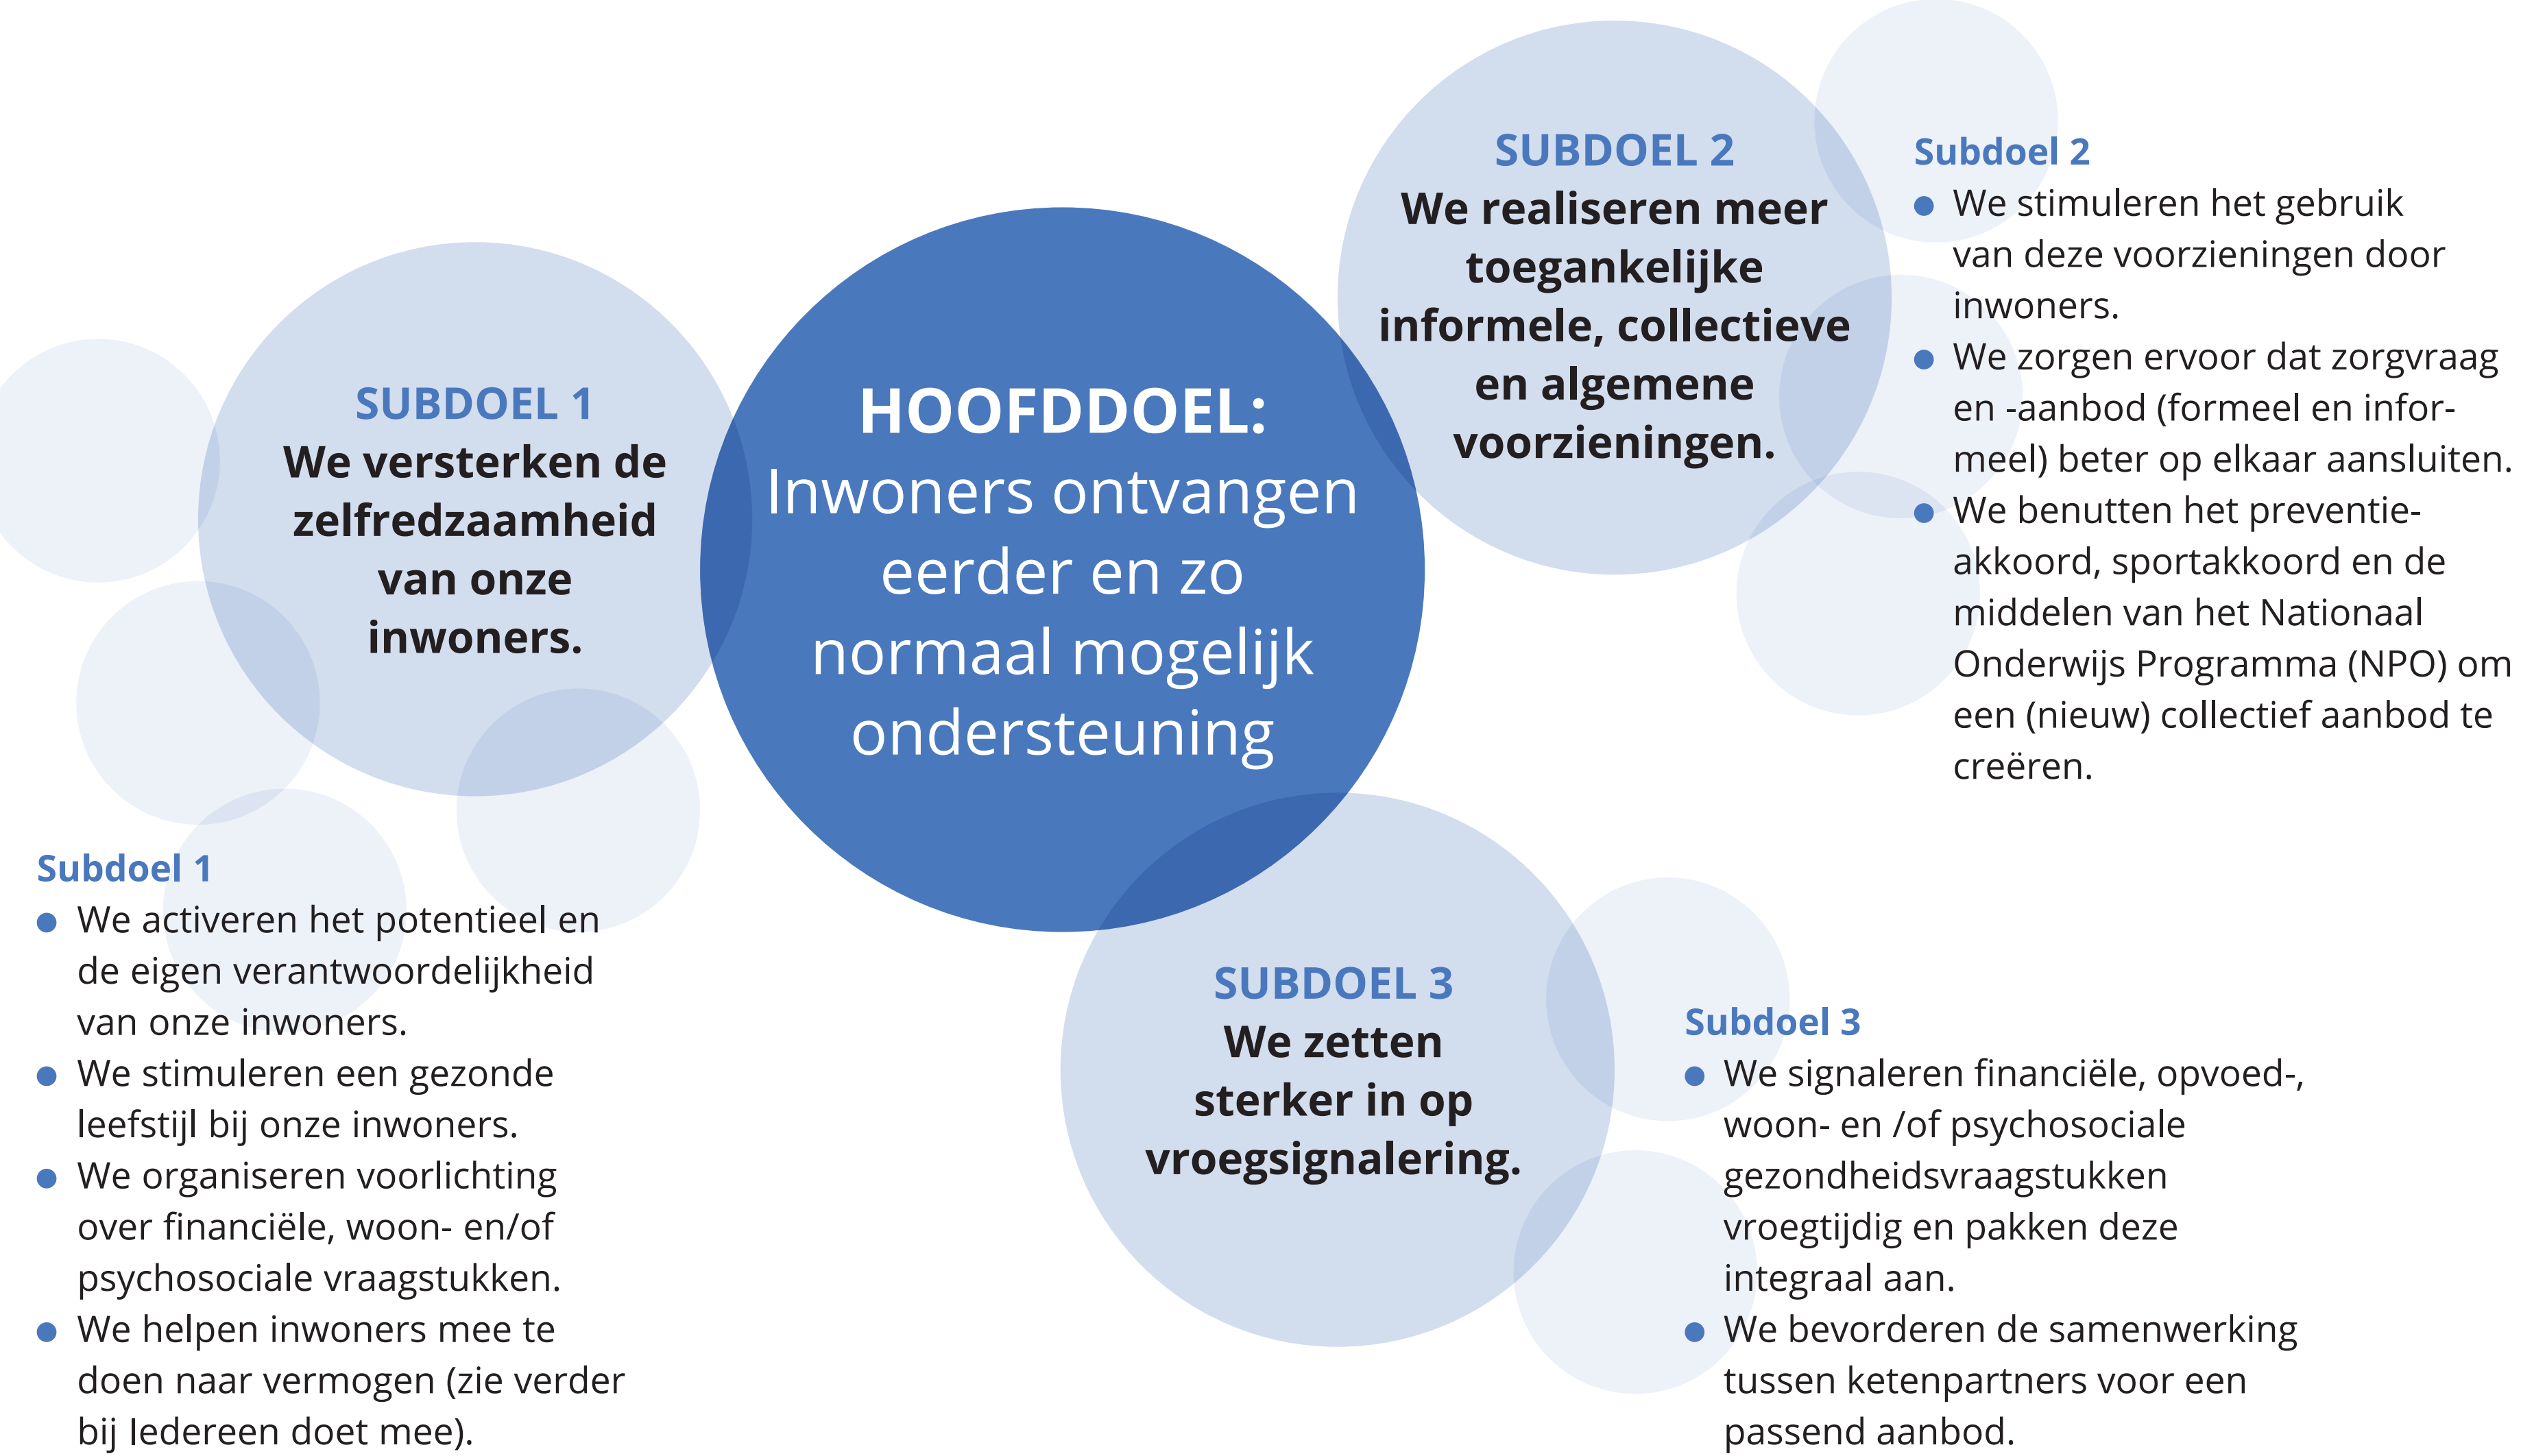 HOOFDDOEL:
Inwoners ontvangen
eerder en zo
normaal mogelijk
ondersteuning
SUBDOEL 1
We versterken de
zelfredzaamheid
van onze
inwoners.
Subdoel 1
We activeren het potentieel en
de eigen verantwoordelijkheid
van onze inwoners.
We stimuleren een gezonde
leefstijl bij onze inwoners.
We organiseren voorlichting
over financiële, woon- en/of
psychosociale vraagstukken.
We helpen inwoners mee te
doen naar vermogen (zie verder
bij Iedereen doet mee).
SUBDOEL 2
We realiseren meer
toegankelijke
informele, collectieve
en algemene
voorzieningen.
Subdoel 2
We stimuleren het gebruik
van deze voorzieningen door
inwoners.
We zorgen ervoor dat zorgvraag
en -aanbod (formeel en infor-
meel) beter op elkaar aansluiten.
We benutten het preventie-
akkoord, sportakkoord en de
middelen van het Nationaal
Onderwijs Programma (NPO) om
een (nieuw) collectief aanbod te
creëren.
SUBDOEL 3
We zetten
sterker in op
vroegsignalering.
Subdoel 3
We signaleren financiële, opvoed-,
woon- en /of psychosociale
gezondheidsvraagstukken
vroegtijdig en pakken deze
integraal aan.
We bevorderen de samenwerking
tussen ketenpartners voor een
passend aanbod.